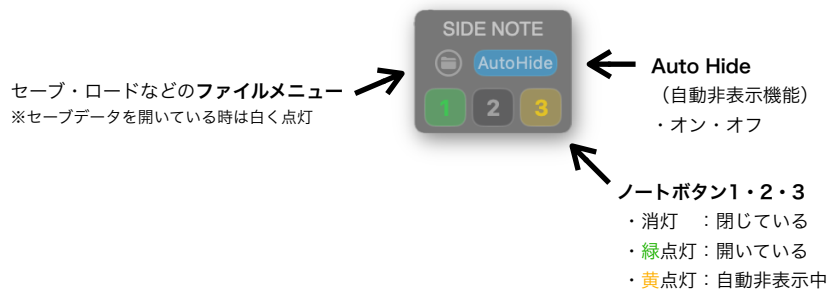 SIDE NOTE
AutoHide
1 2 3
セーブ・ロードなどのファイルメニュー
※セーブデータを開いている時は白く点灯
Auto Hide
（自動非表示機能）
・オン・オフ
ノートボタン1・2・3
・消灯　：閉じている
・緑点灯：開いている
・黄点灯：自動非表示中